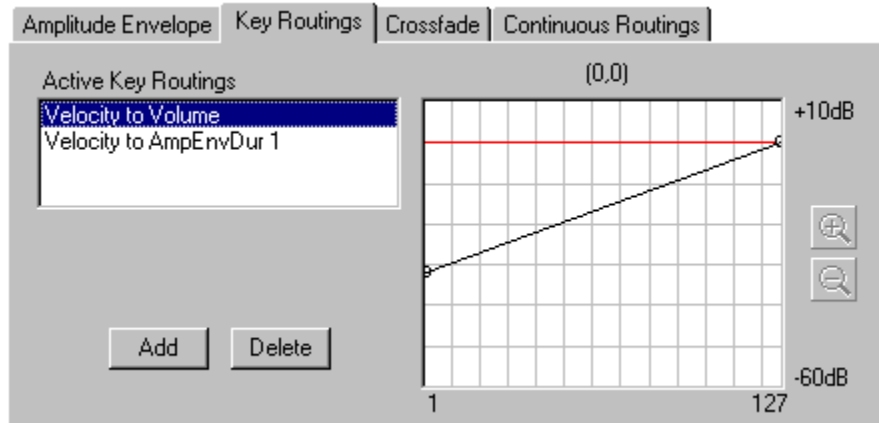 Amplitude Envelope Key Routings Crossfade Continuous Routings
Active Key Routings
Velocity to Volume
Velocity to AmpEnvDur 1
Add Delete
(0,0)
+10dB
-60dB
1 127